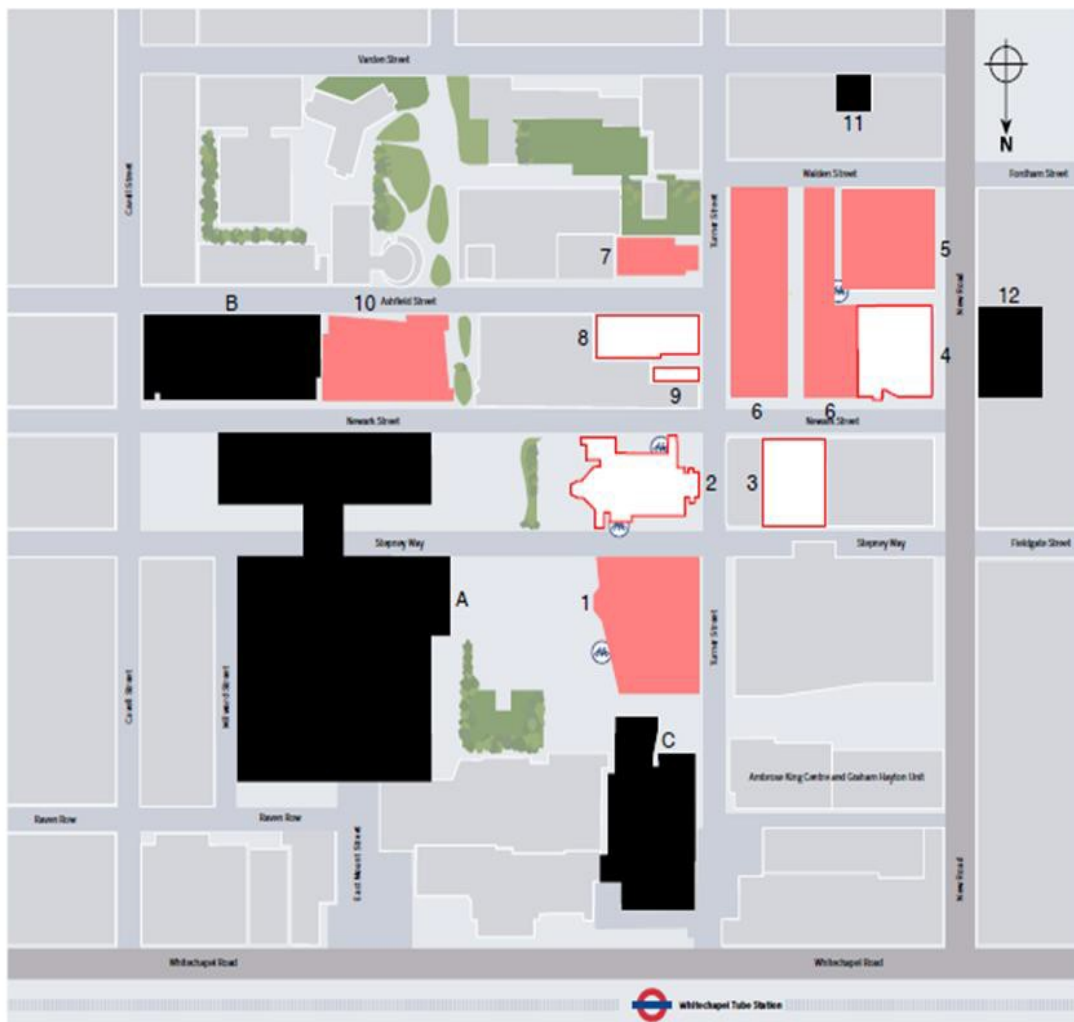 Varden Street
11
N
Cavell Street
Turner Street
Walden Street
Fordham Street
7
5
New Road
B
10
Ashfield Street
12
8
4
9
6
6
Newark Street
Newark Street
2
3
Stepney Way
Stepney Way
Fieldgate Street
A
1
Turner Street
Cavell Street
Milward Street
C
Ambrose King Centre and Graham Hayton Unit
Raven Row
Raven Row
East Mount Street
New Road
Whitechapel Road
Whitechapel Road
Whitechapel Tube Station